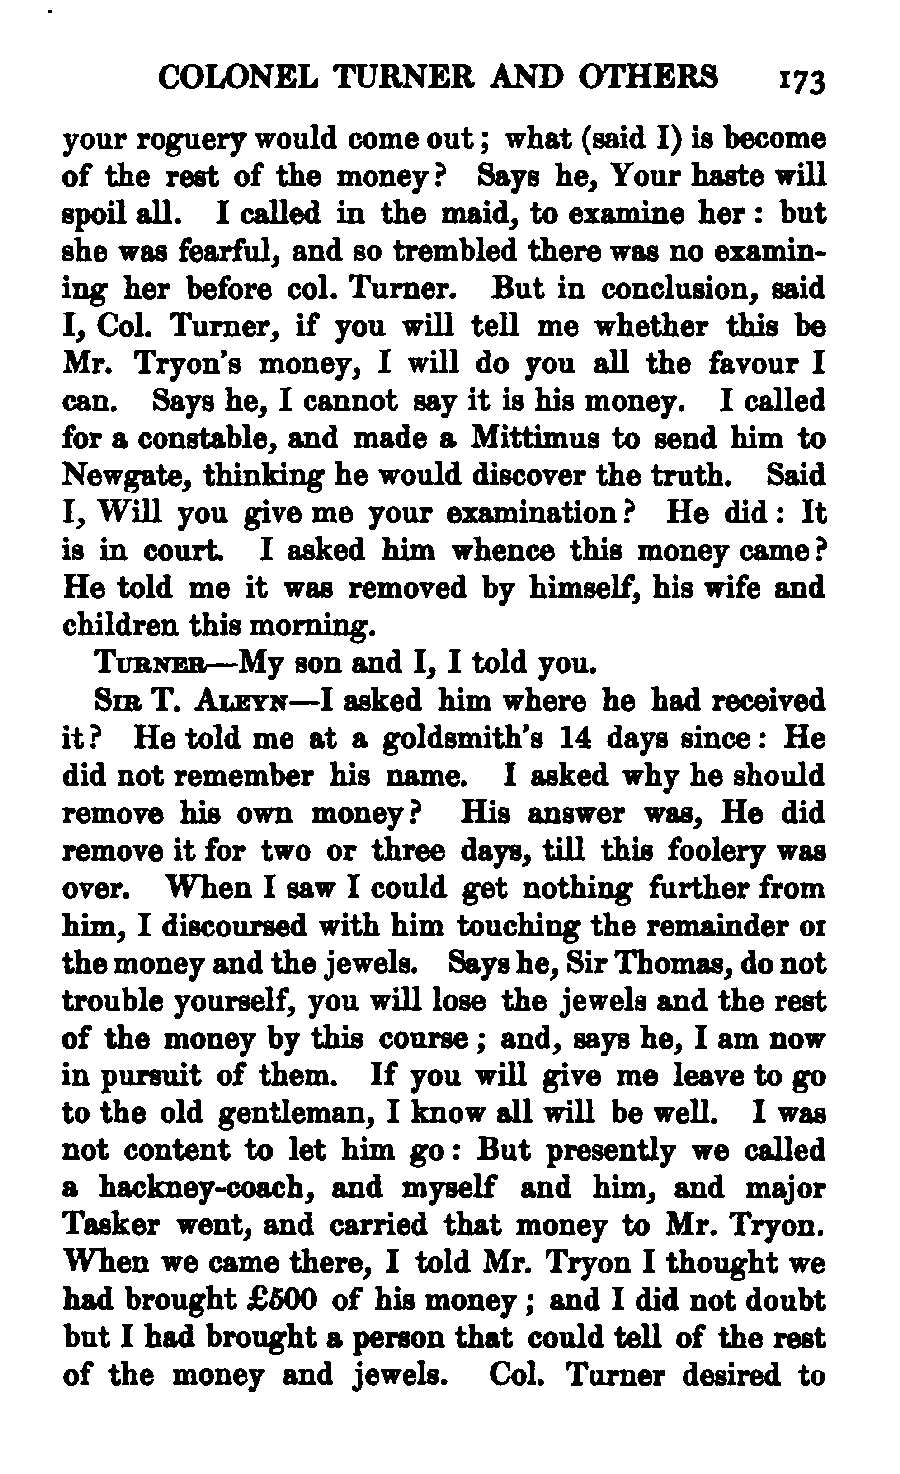 COLONEL TURNER AND OTHERS 173
your roguery would come out; what (said I) is become
of the rest of the money? Says he, Your haste will
spoil all. I called in the maid, to examine her: but
she was fearful, and so trembled there was no examin-
ing her before col. Turner. But in conclusion, said
I, Col. Turner, if you will tell me whether this be
Mr. Tryon's money, I will do you all the favour I
can. Says he, I cannot say it is his money. I called
for a constable, and made a Mittimus to send him to
Newgate, thinking he would discover the truth. Said
I, Will you give me your examination? He did: It
is in court. I asked him whence this money came?
He told me it was removed by himself, his wife and
children this morning.
TURNER—My son and I, I told you.
SIR T. ALEYN—I asked him where he had received
it? He told me at a goldsmith's 14 days since: He
did not remember his name. I asked why he should
remove his own money? His answer was, He did
remove it for two or three days, till this foolery was
over. When I saw I could get nothing further from
him, I discoursed with him touching the remainder or
the money and the jewels. Says he, Sir Thomas, do not
trouble yourself, you will lose the jewels and the rest
of the money by this course; and, says he, I am now
in pursuit of them. If you will give me leave to go
to the old gentleman, I know all will be well. I was
not content to let him go: But presently we called
a hackney-coach, and myself and him, and major
Tasker went, and carried that money to Mr. Tryon.
When we came there, I told Mr. Tryon I thought we
had brought £500 of his money; and I did not doubt
but I had brought a person that could tell of the rest
of the money and jewels. Col. Turner desired to